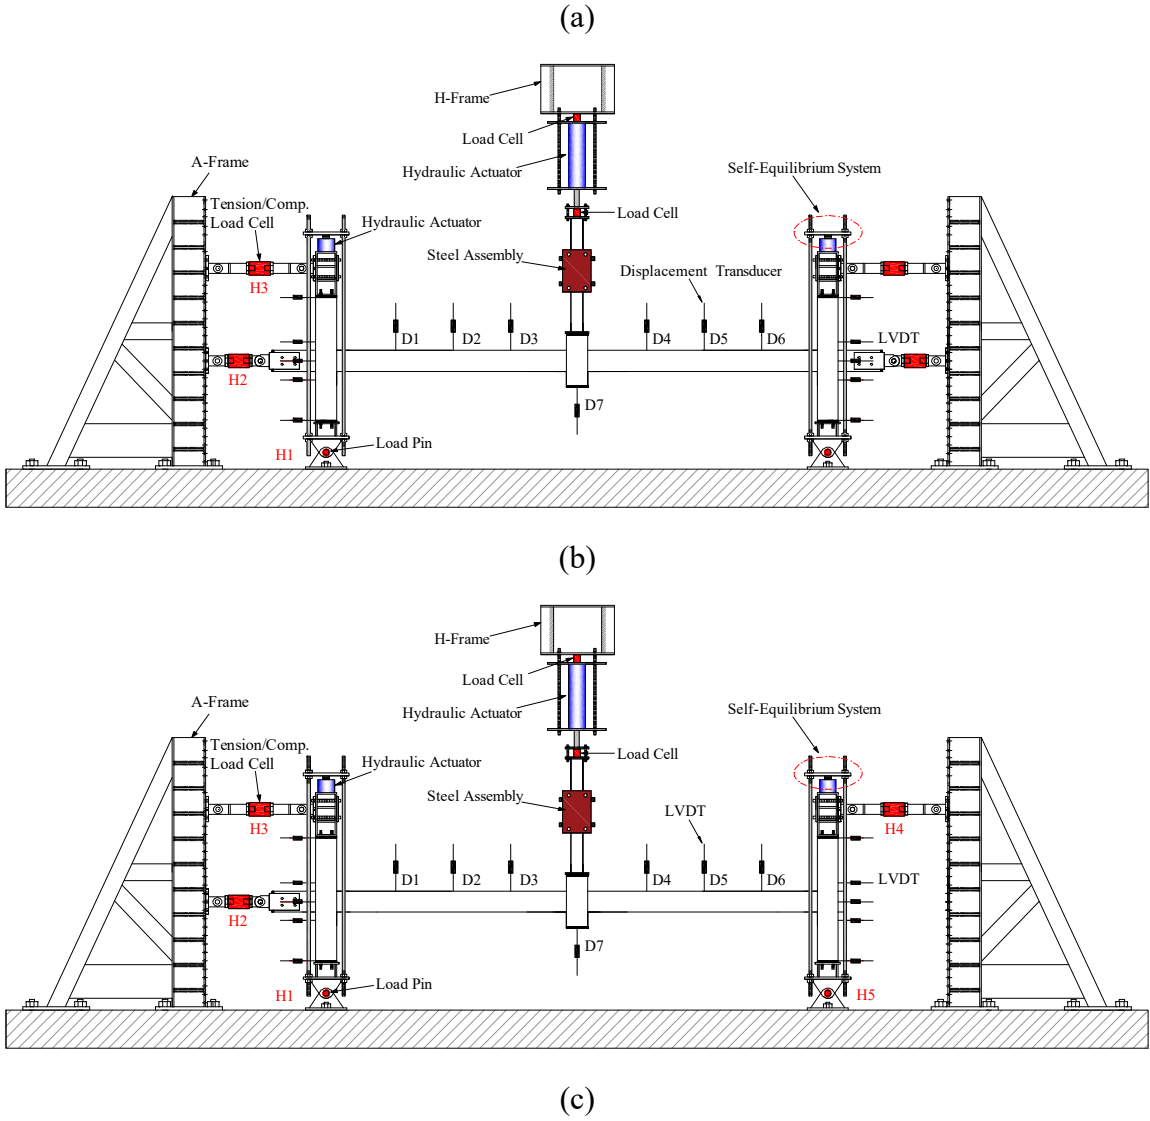 (a)
H-Frame
Load Cell
Hydraulic Actuator
A-Frame
Self-Equilibrium System
Tension/Comp.
Load Cell
Hydraulic Actuator
Load Cell
Steel Assembly
Displacement Transducer
H3
D1
D2
D3
D4
D5
D6
LVDT
H2
D7
Load Pin
H1
(b)
H-Frame
Load Cell
Hydraulic Actuator
A-Frame
Self-Equilibrium System
Tension/Comp.
Load Cell
Hydraulic Actuator
Load Cell
Steel Assembly
LVDT
H3
H4
D1
D2
D3
D4
D5
D6
LVDT
H2
D7
Load Pin
H1
H5
(c)